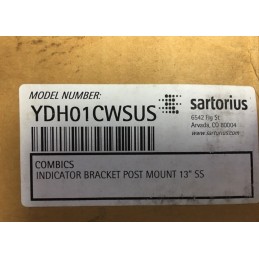 MODEL NUMBER:
YDH01CWSUS
sartorius
6542 Fig St
Arvada, CO 80004
www.sartorius.com
COMBICS
INDICATOR BRACKET POST MOUNT 13" SS